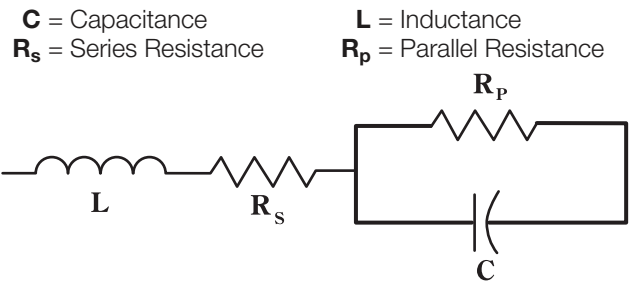 C = Capacitance L = Inductance
Rs = Series Resistance Rp = Parallel Resistance
RP
L RS
C